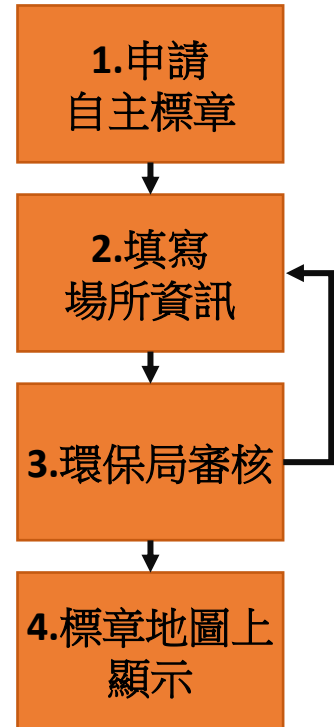 1.申請
自主標章
2.填寫
場所資訊
3.環保局審核
4.標章地圖上
顯示